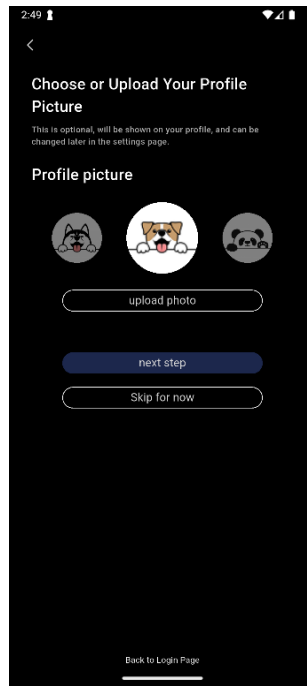 2:49
Choose or Upload Your Profile
Picture
This is optional, will be shown on your profile, and can be
changed later in the settings page.
Profile picture
upload photo
next step
Skip for now
Back to Login Page